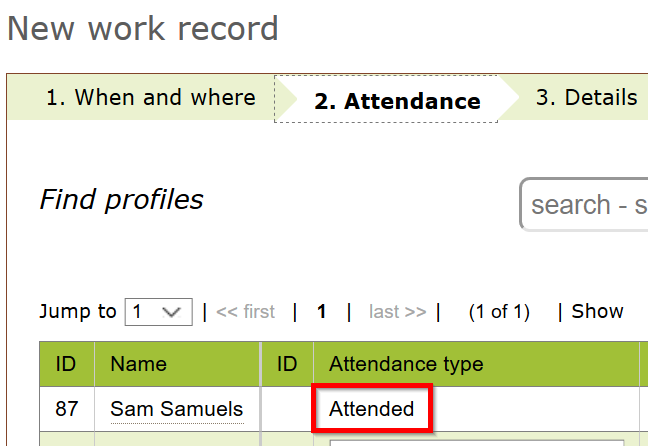 New work record
1. When and where 2. Attendance 3. Details
Find profiles
search - s
Jump to 1 | << first | 1 | last >> | (1 of 1) | Show
ID Name ID Attendance type
87 Sam Samuels Attended